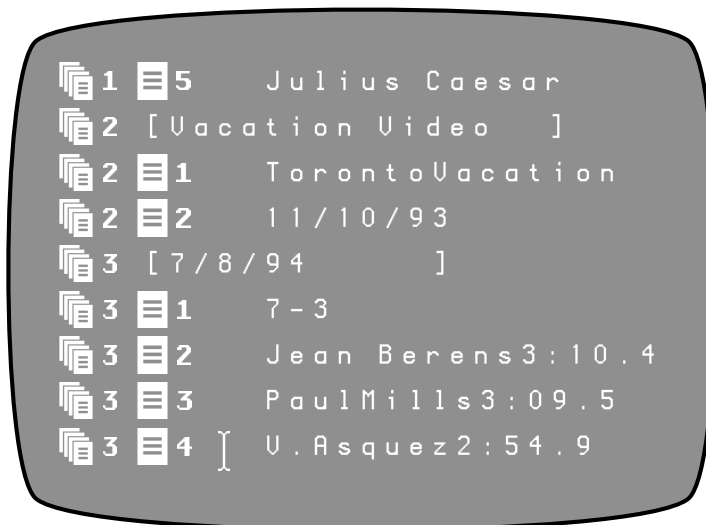 1 5 Julius Caesar
2 [Vacation Video ]
2 1 TorontoVacation
2 2 11/10/93
3 [7/8/94 ]
3 1 7-3
3 2 Jean Berens3:10.4
3 3 PaulMills3:09.5
3 4 V.Asquez2:54.9